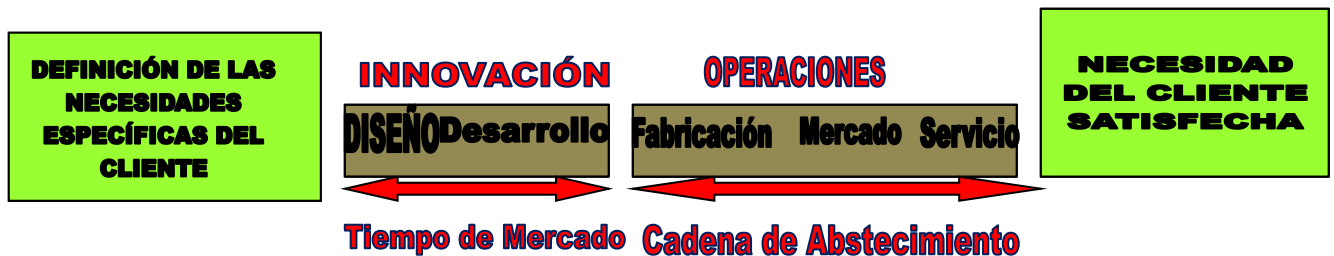 DEFINICIÓN DE LAS
NECESIDADES
ESPECÍFICAS DEL
CLIENTE
INNOVACIÓN
DISEÑO Desarrollo
Tiempo de Mercado
OPERACIONES
Fabricación Mercado Servicio
Cadena de Abstecimiento
NECESIDAD
DEL CLIENTE
SATISFECHA